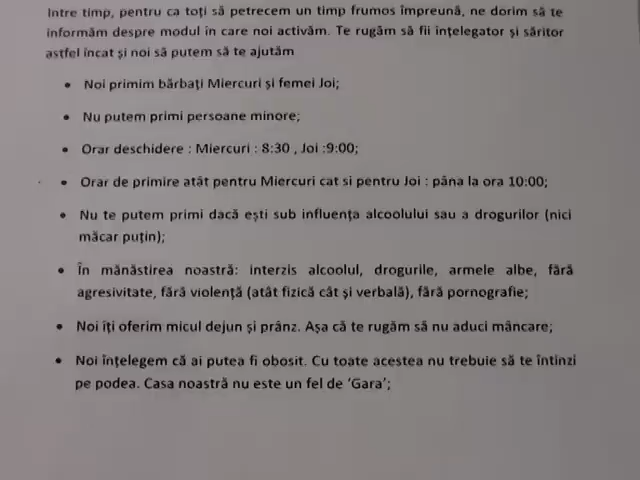 Intre timp, pentru ca toți să petrecem un timp frumos împreună, ne dorim să te
informăm despre modul in care noi activăm. Te rugăm să fii ințelegator și săritor
astfel încat și noi să putem să te ajutăm
• Noi primim bărbați Miercuri și femei Joi;
• Nu putem primi persoane minore;
• Orar deschidere : Miercuri : 8:30 , Joi :9:00;
• Orar de primire atât pentru Miercuri cat si pentru Joi : pâna la ora 10:00;
• Nu te putem primi dacă ești sub influența alcoolului sau a drogurilor (nici
măcar puțin);
• În mănăstirea noastră: interzis alcoolul, drogurile, armele albe, fără
agresivitate, fără violență (atât fizică cât și verbală), fără pornografie;
• Noi îți oferim micul dejun și prânz. Așa că te rugăm să nu aduci mâncare;
• Noi înțelegem că ai putea fi obosit. Cu toate acestea nu trebuie să te întinzi
pe podea. Casa noastră nu este un fel de ‘Gara’;